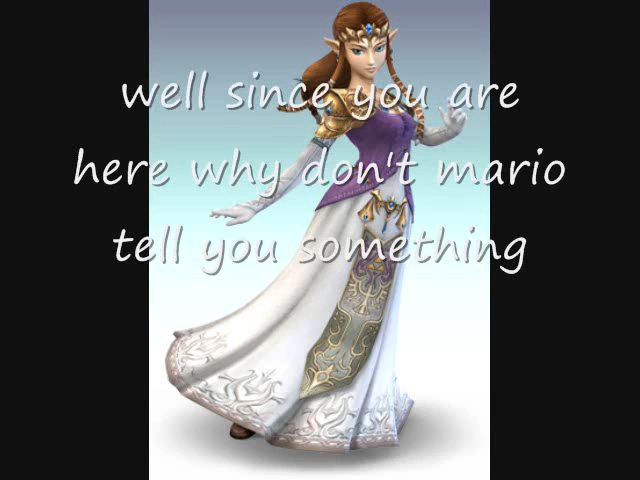 well since you are
here why don't mario
tell you something